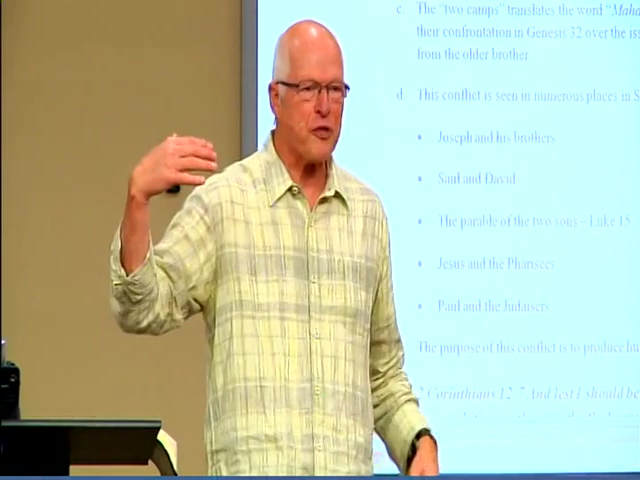 c. The "two camps" translates the word "Maha
their confrontation in Genesis 32 over the iss
from the older brother.
d. This conflict is seen in numerous places in S
• Joseph and his brothers
• Saul and David
• The parable of the two sons – Luke 15
• Jesus and the Pharisees
• Paul and the Judaisers
The purpose of this conflict is to produce hu
2 Corinthians 12:7 And lest I should be